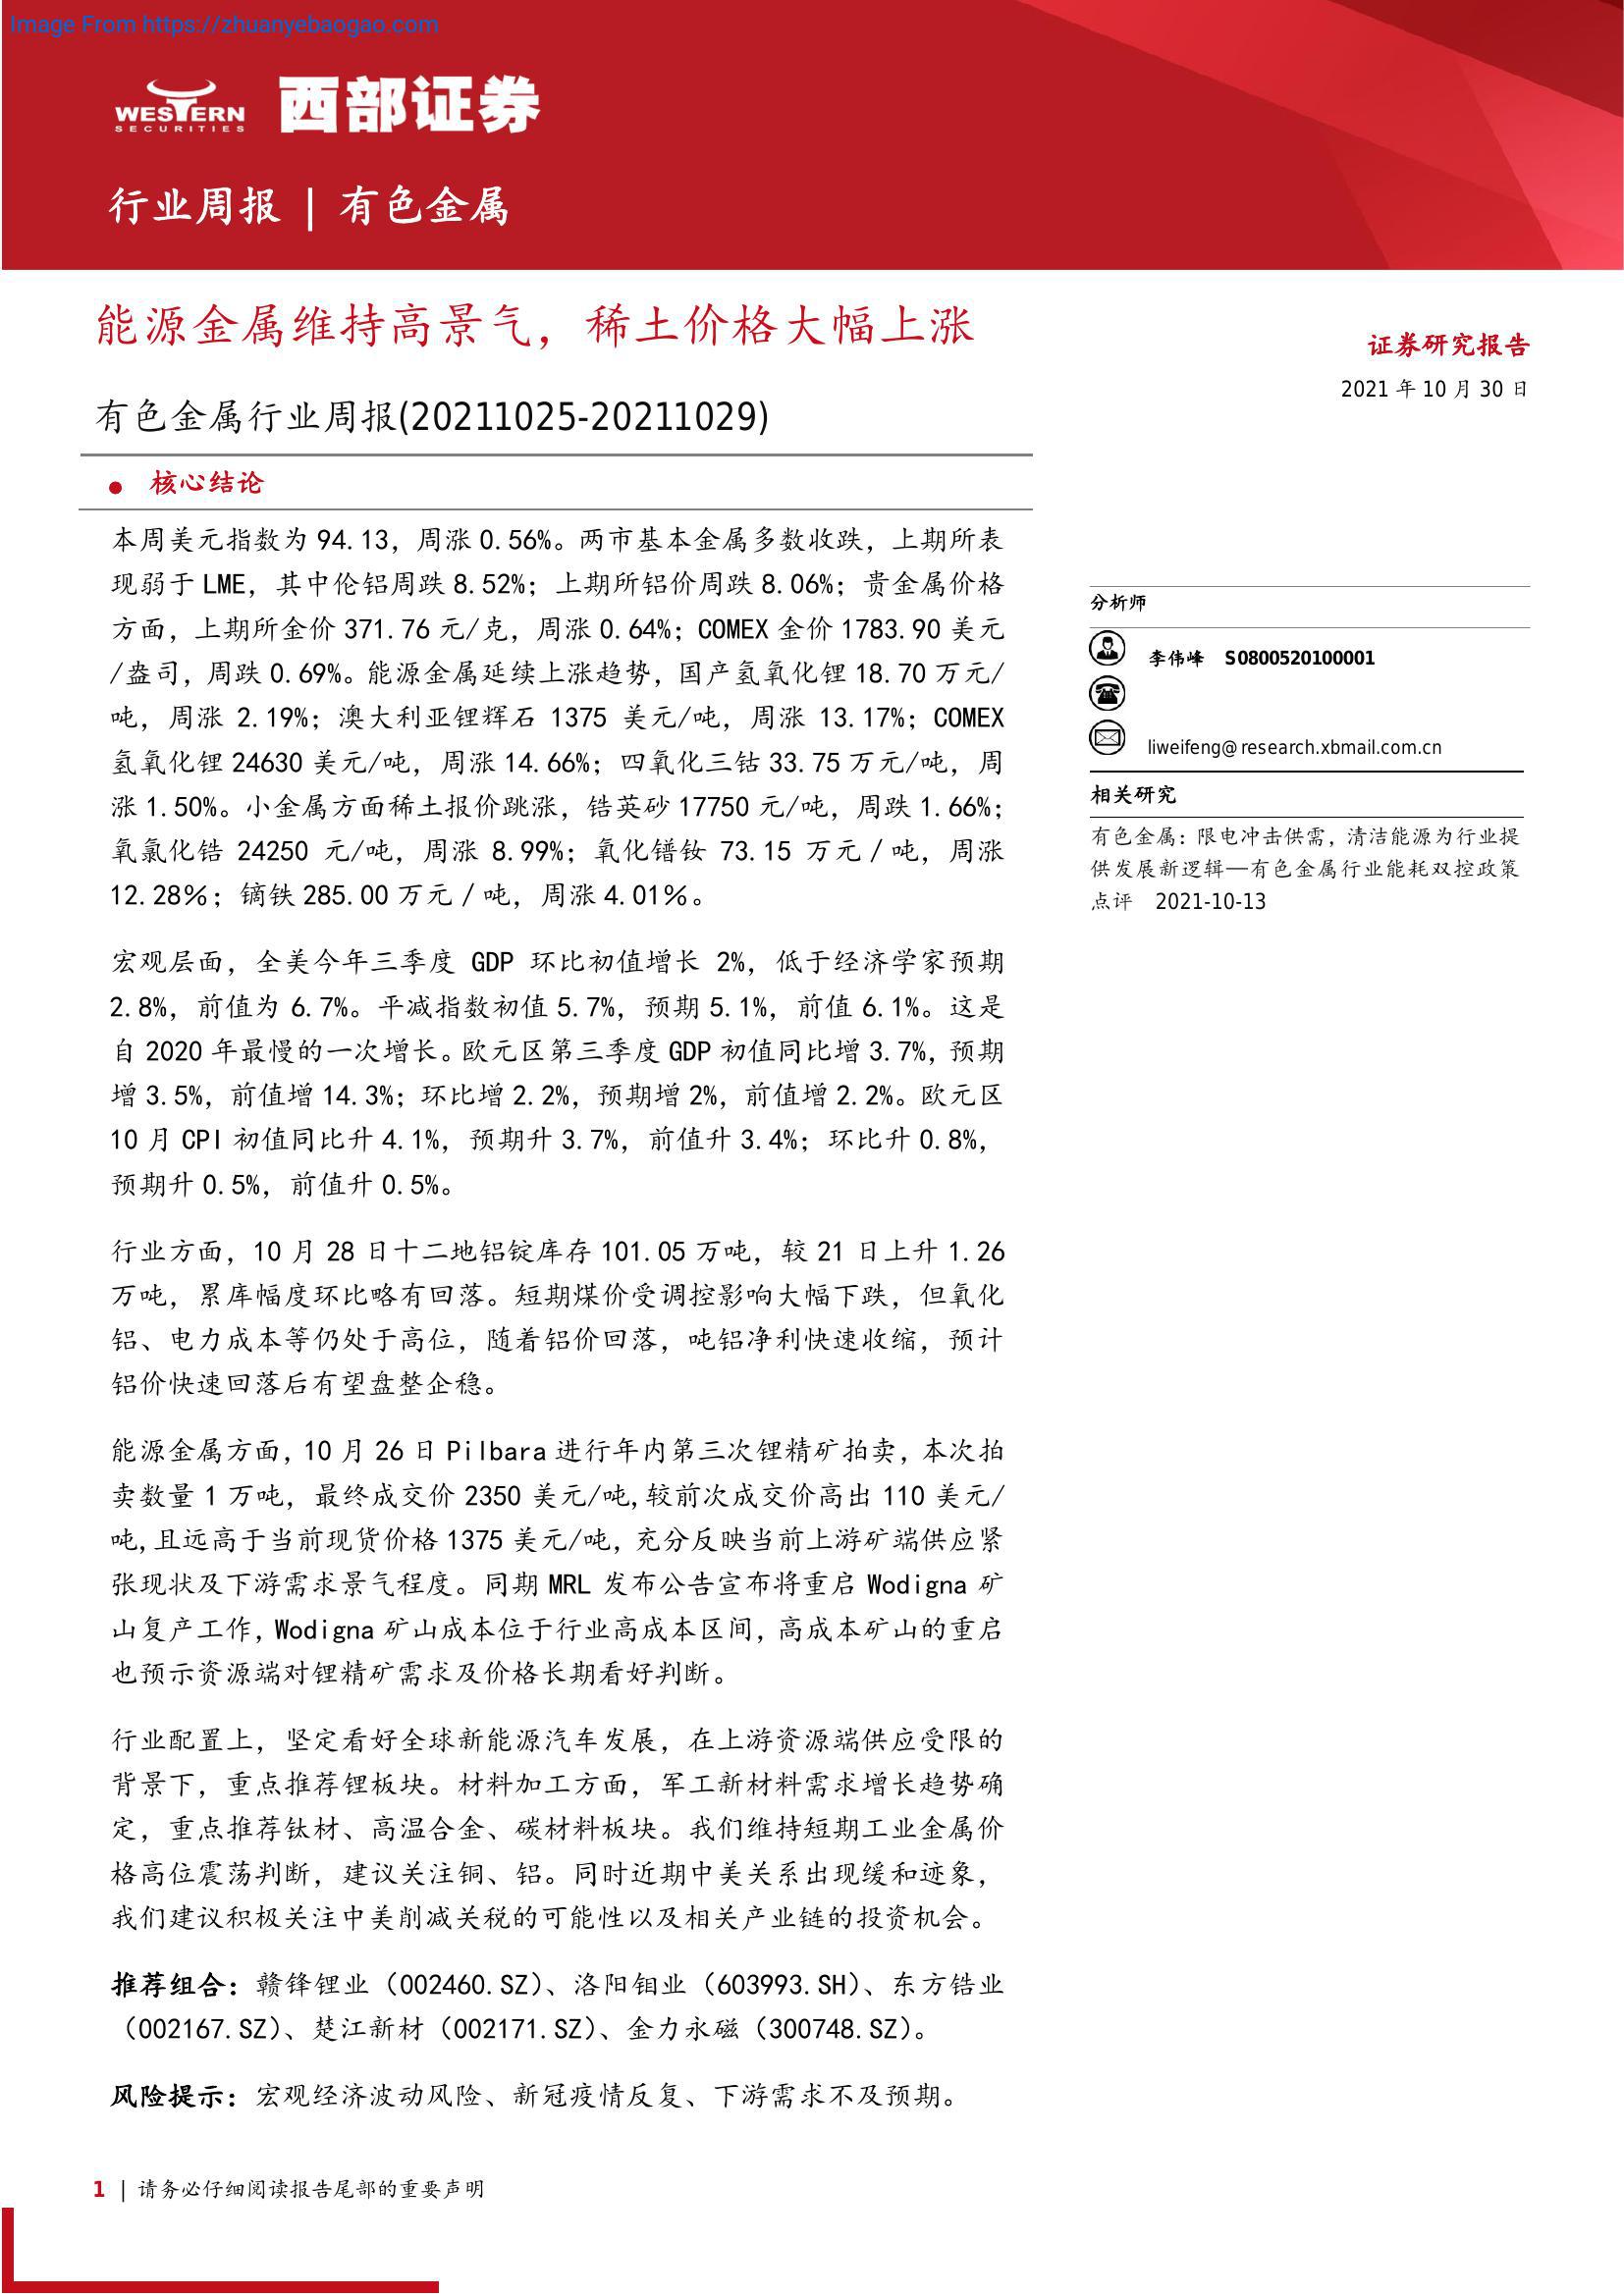 Image From https://zhuanyebaogao.com
WESTERN
SECURITIES
西部证券
行业周报 | 有色金属
能源金属维持高景气，稀土价格大幅上涨
证券研究报告
2021 年 10 月 30 日
有色金属行业周报(20211025-20211029)
● 核心结论
本周美元指数为 94.13，周涨 0.56%。两市基本金属多数收跌，上期所表
现弱于 LME，其中伦铝周跌 8.52%；上期所铝价周跌 8.06%；贵金属价格
方面，上期所金价 371.76 元/克，周涨 0.64%；COMEX 金价 1783.90 美元
/盎司，周跌 0.69%。能源金属延续上涨趋势，国产氢氧化锂 18.70 万元/
吨，周涨 2.19%；澳大利亚锂辉石 1375 美元/吨，周涨 13.17%；COMEX
氢氧化锂 24630 美元/吨，周涨 14.66%；四氧化三钴 33.75 万元/吨，周
涨 1.50%。小金属方面稀土报价跳涨，锆英砂 17750 元/吨，周跌 1.66%；
氧氯化锆 24250 元/吨，周涨 8.99%；氧化镨钕 73.15 万元／吨，周涨
12.28％；镝铁 285.00 万元／吨，周涨 4.01％。
宏观层面，全美今年三季度 GDP 环比初值增长 2%，低于经济学家预期
2.8%，前值为 6.7%。平减指数初值 5.7%，预期 5.1%，前值 6.1%。这是
自 2020 年最慢的一次增长。欧元区第三季度 GDP 初值同比增 3.7%，预期
增 3.5%，前值增 14.3%；环比增 2.2%，预期增 2%，前值增 2.2%。欧元区
10 月 CPI 初值同比升 4.1%，预期升 3.7%，前值升 3.4%；环比升 0.8%，
预期升 0.5%，前值升 0.5%。
行业方面，10 月 28 日十二地铝锭库存 101.05 万吨，较 21 日上升 1.26
万吨，累库幅度环比略有回落。短期煤价受调控影响大幅下跌，但氧化
铝、电力成本等仍处于高位，随着铝价回落，吨铝净利快速收缩，预计
铝价快速回落后有望盘整企稳。
能源金属方面，10 月 26 日 Pilbara 进行年内第三次锂精矿拍卖，本次拍
卖数量 1 万吨，最终成交价 2350 美元/吨,较前次成交价高出 110 美元/
吨,且远高于当前现货价格 1375 美元/吨，充分反映当前上游矿端供应紧
张现状及下游需求景气程度。同期 MRL 发布公告宣布将重启 Wodigna 矿
山复产工作，Wodigna 矿山成本位于行业高成本区间，高成本矿山的重启
也预示资源端对锂精矿需求及价格长期看好判断。
行业配置上，坚定看好全球新能源汽车发展，在上游资源端供应受限的
背景下，重点推荐锂板块。材料加工方面，军工新材料需求增长趋势确
定，重点推荐钛材、高温合金、碳材料板块。我们维持短期工业金属价
格高位震荡判断，建议关注铜、铝。同时近期中美关系出现缓和迹象，
我们建议积极关注中美削减关税的可能性以及相关产业链的投资机会。
推荐组合：赣锋锂业（002460.SZ）、洛阳钼业（603993.SH）、东方锆业
（002167.SZ）、楚江新材（002171.SZ）、金力永磁（300748.SZ）。
风险提示：宏观经济波动风险、新冠疫情反复、下游需求不及预期。
分析师
李伟峰 S0800520100001
liweifeng@research.xbmail.com.cn
相关研究
有色金属：限电冲击供需，清洁能源为行业提
供发展新逻辑—有色金属行业能耗双控政策
点评 2021-10-13
1 | 请务必仔细阅读报告尾部的重要声明